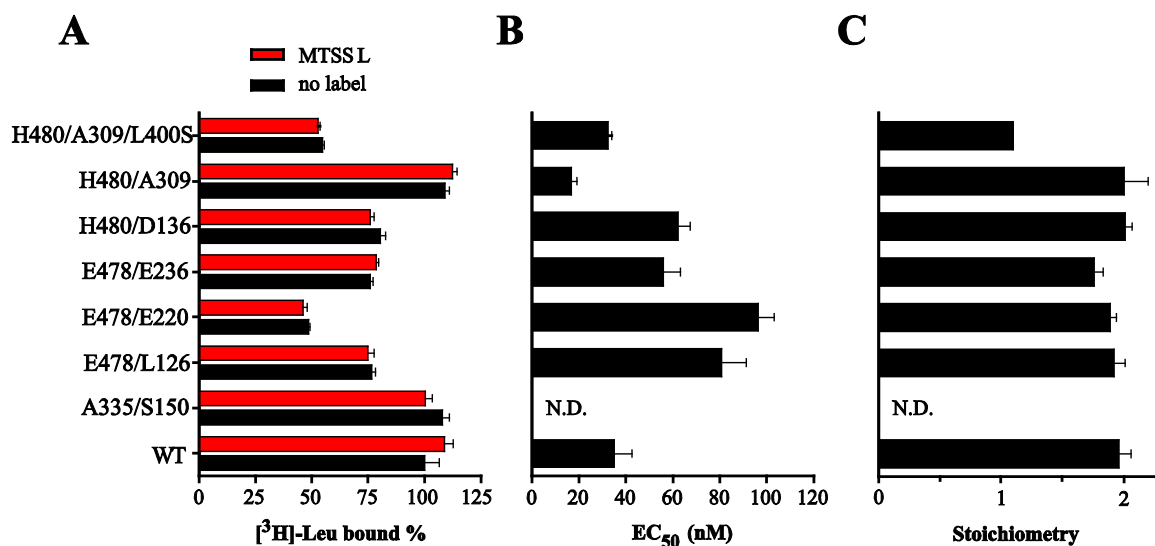 A
B
C
MTSS L
no label
H480/A309/L400S
H480/A309
H480/D136
E478/E236
E478/E220
E478/L126
A335/S150
N.D.
N.D.
WT
0 25 50 75 100 125
0 20 40 60 80 100 120
0 1 2
[³H]-Leu bound %
EC₅₀ (nM)
Stoichiometry